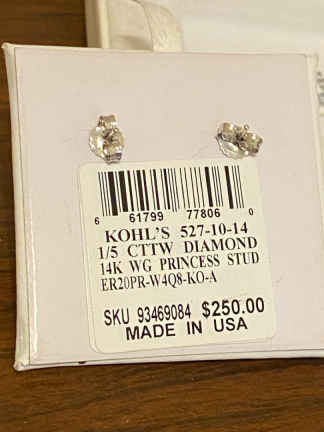 6 61799 77806 0
KOHL'S 527-10-14
1/5 CTTW DIAMOND
14K WG PRINCESS STUD
ER20PR-W4Q8-KO-A
SKU 93469084 $250.00
MADE IN USA